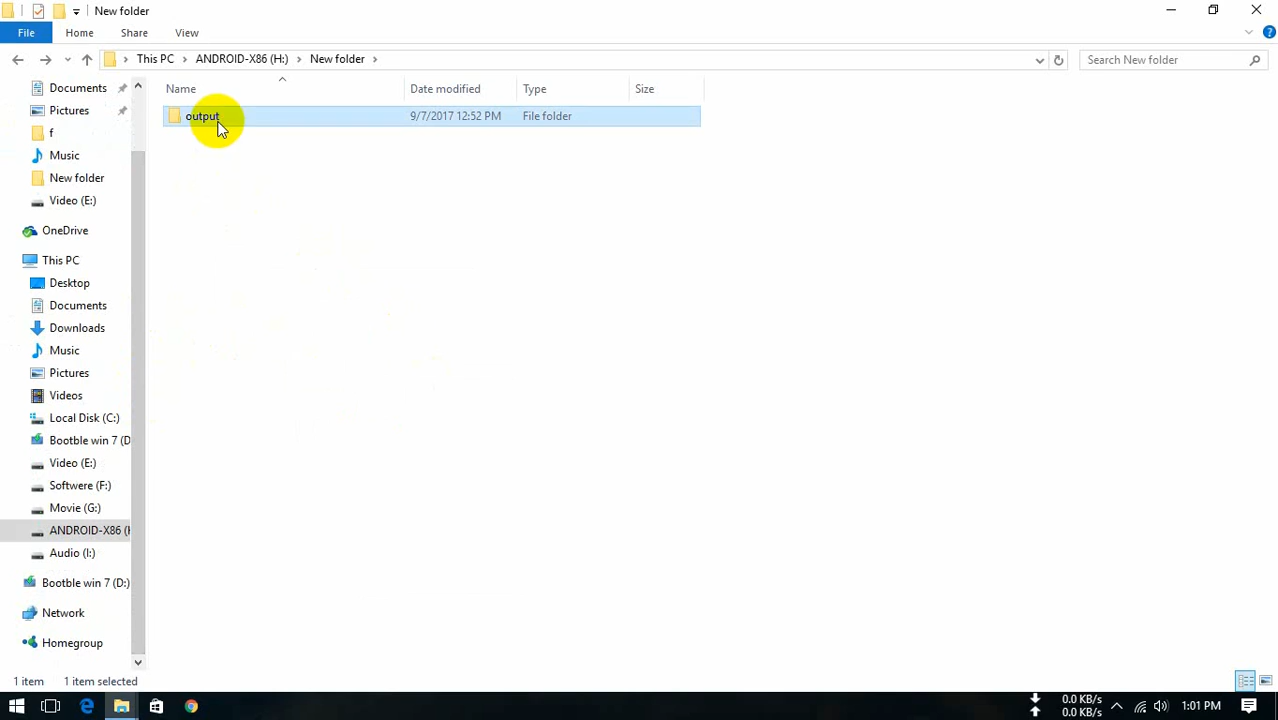 New folder
File Home Share View
This PC ANDROID-X86 (H:) New folder Search New folder
Name Date modified Type Size
output 9/7/2017 12:52 PM File folder
Documents
Pictures
f
Music
New folder
Video (E:)
OneDrive
This PC
Desktop
Documents
Downloads
Music
Pictures
Videos
Local Disk (C:)
Bootble win 7 (D
Video (E:)
Softwere (F:)
Movie (G:)
ANDROID-X86 (H
Audio (I:)
Bootble win 7 (D:)
Network
Homegroup
1 item 1 item selected
0.0 KB/s
0.0 KB/s
1:01 PM